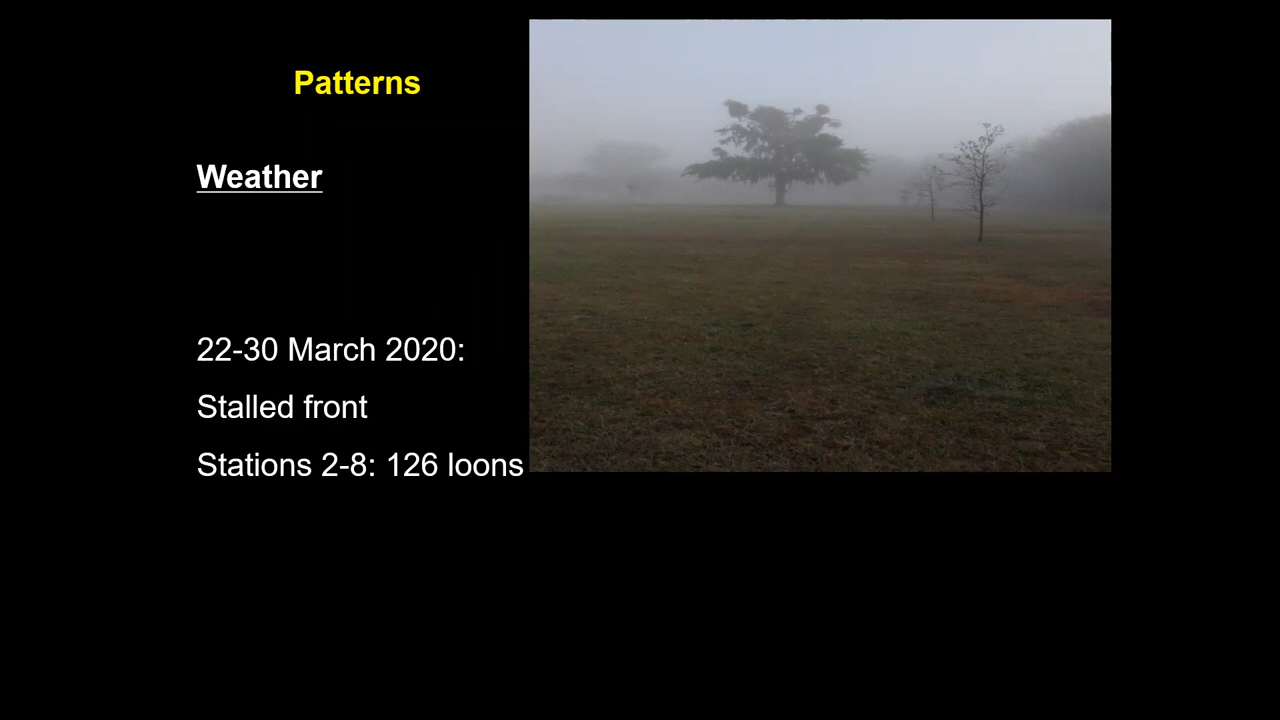 Patterns
Weather
22-30 March 2020:
Stalled front
Stations 2-8: 126 loons